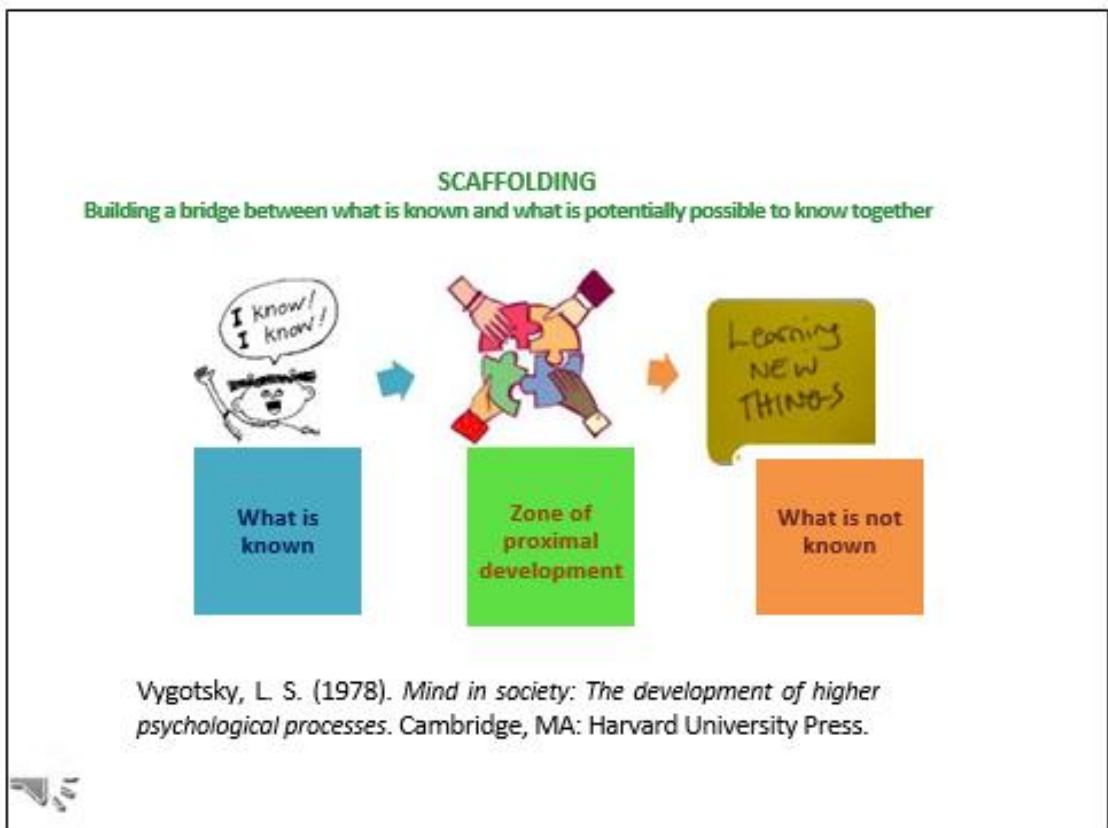 SCAFFOLDING
Building a bridge between what is known and what is potentially possible to know together
I know!
I know!
Learning
NEW
THINGS
What is
known
Zone of
proximal
development
What is not
known
Vygotsky, L. S. (1978). Mind in society: The development of higher
psychological processes. Cambridge, MA: Harvard University Press.